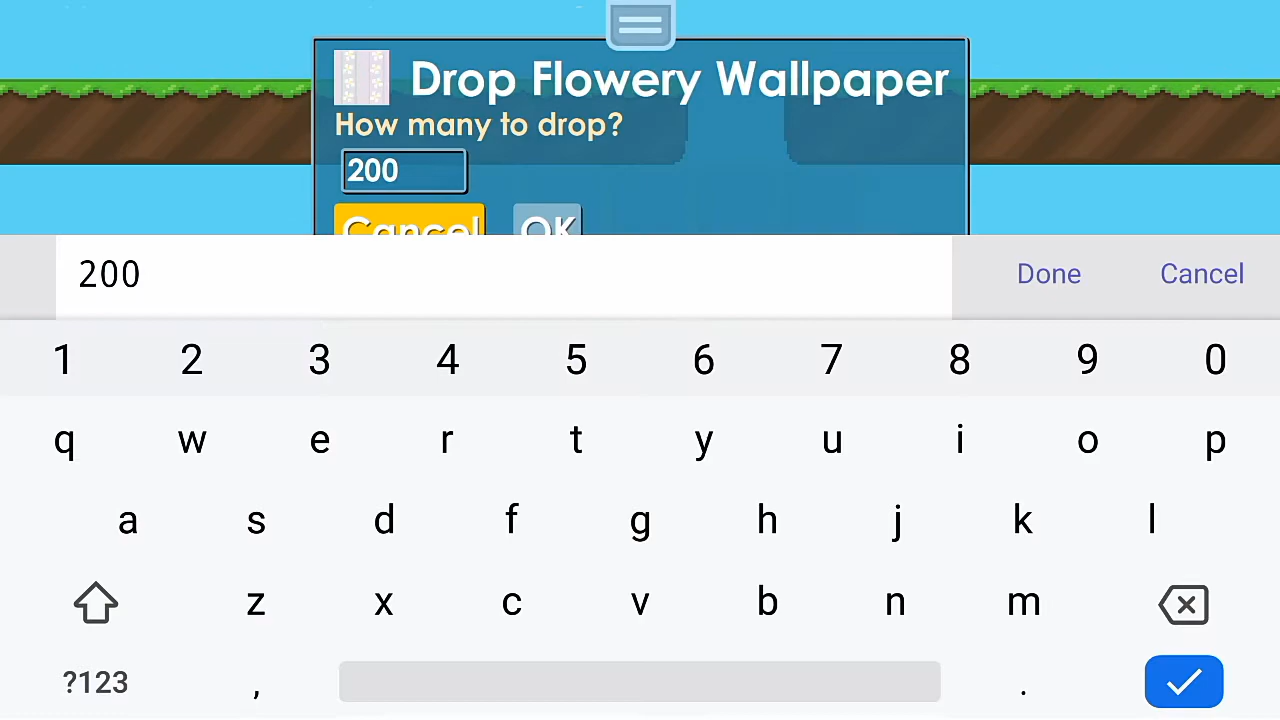 Drop Flowery Wallpaper
How many to drop?
200
Cancel OK
200 Done Cancel
1 2 3 4 5 6 7 8 9 0
q w e r t y u i o p
a s d f g h j k l
z x c v b n m
?123 , .